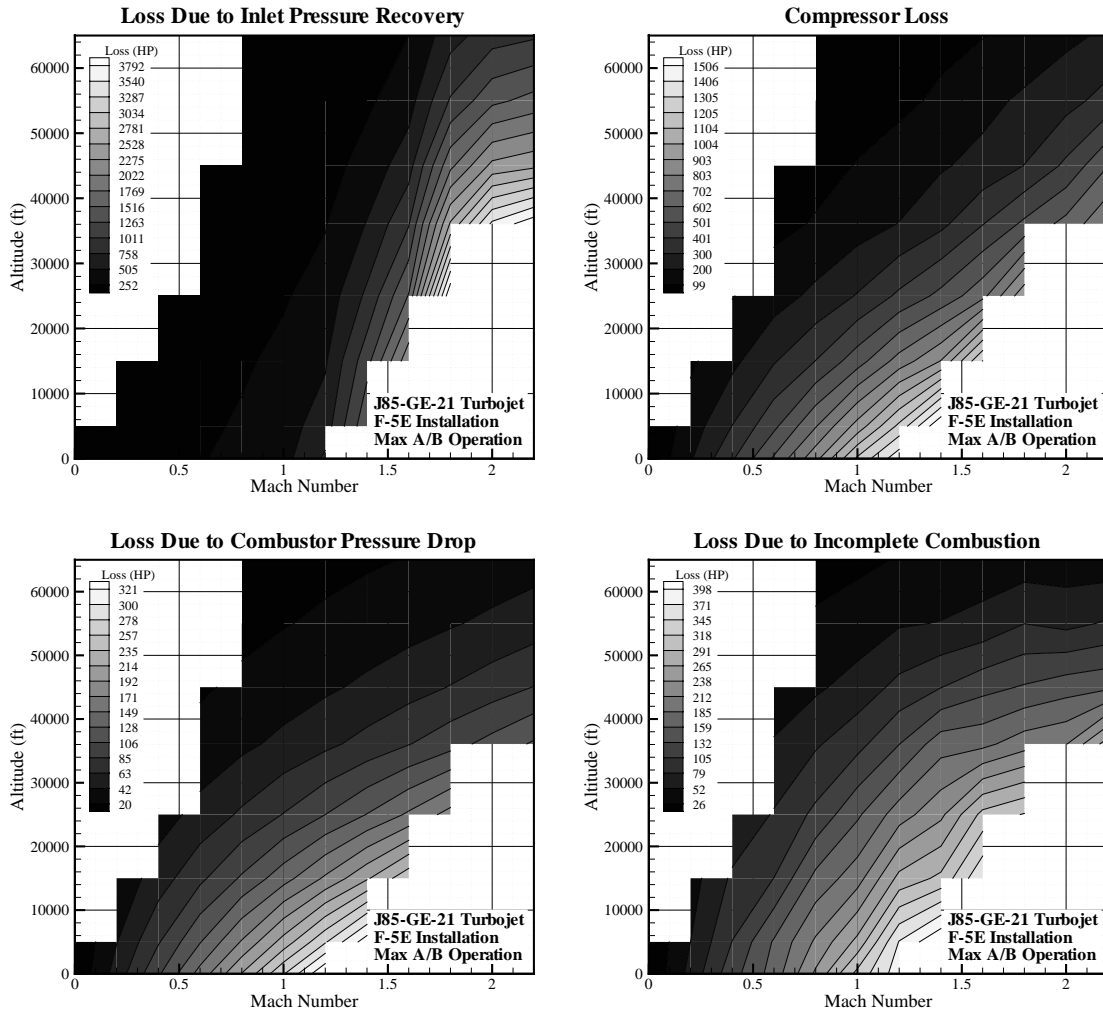 Loss Due to Inlet Pressure Recovery
Loss (HP)
3792
3540
3287
3034
2781
2528
2275
2022
1769
1516
1263
1011
758
505
252
60000
50000
40000
30000
20000
10000
0
Altitude (ft)
J85-GE-21 Turbojet
F-5E Installation
Max A/B Operation
0 0.5 1 1.5 2
Mach Number
Compressor Loss
Loss (HP)
1506
1406
1305
1205
1104
1004
903
803
702
602
501
401
300
200
99
60000
50000
40000
30000
20000
10000
0
Altitude (ft)
J85-GE-21 Turbojet
F-5E Installation
Max A/B Operation
0 0.5 1 1.5 2
Mach Number
Loss Due to Combustor Pressure Drop
Loss (HP)
321
300
278
257
235
214
192
171
149
128
106
85
63
42
20
60000
50000
40000
30000
20000
10000
0
Altitude (ft)
J85-GE-21 Turbojet
F-5E Installation
Max A/B Operation
0 0.5 1 1.5 2
Mach Number
Loss Due to Incomplete Combustion
Loss (HP)
398
371
345
318
291
265
238
212
185
159
132
105
79
52
26
60000
50000
40000
30000
20000
10000
0
Altitude (ft)
J85-GE-21 Turbojet
F-5E Installation
Max A/B Operation
0 0.5 1 1.5 2
Mach Number